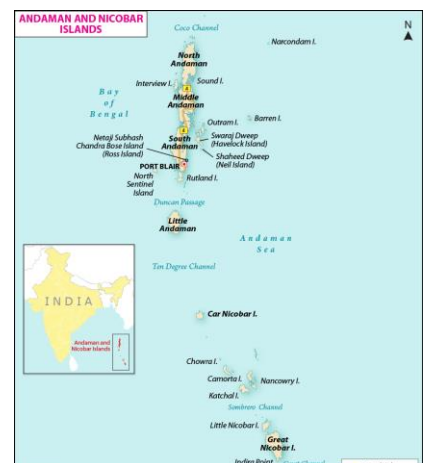 ANDAMAN AND NICOBAR
ISLANDS
Coco Channel
N
Narcondam I.
North
Andaman
Interview I.
Sound I.
4
Bay
of
Bengal
Middle
Andaman
Outram I.
Barren I.
4
Netaji Subhash
Chandra Bose Island
(Ross Island)
South
Andaman
Swaraj Dweep
(Havelock Island)
Shaheed Dweep
(Neil Island)
PORT BLAIR
North
Sentinel
Island
Rutland I.
Duncan Passage
Little
Andaman
Andaman
Sea
Ten Degree Channel
INDIA
Andaman and
Nicobar Islands
Car Nicobar I.
Chowra I.
Camorta I.
Nancowry I.
Katchal I.
Sombrero Channel
Little Nicobar I.
Great
Nicobar I.